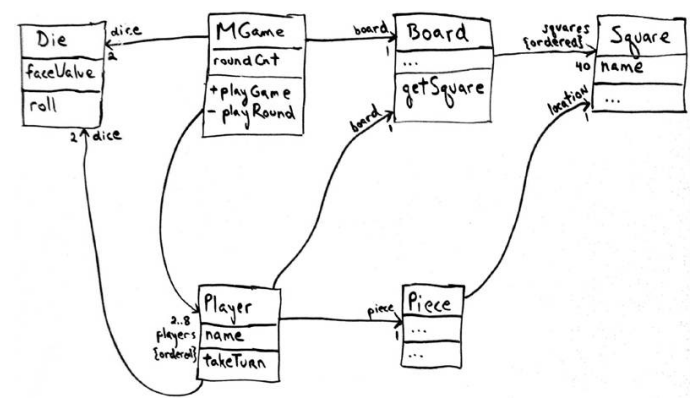 Die
faceValue
roll
dice
2
2 dice
MGame
roundCnt
+playGame
- playRound
board
1
Board
...
getSquare
board
1
squares
{ordered}
40
Square
name
...
location
1
Player
name
takeTurn
2..8
players
{ordered}
piece
1
Piece
...
...